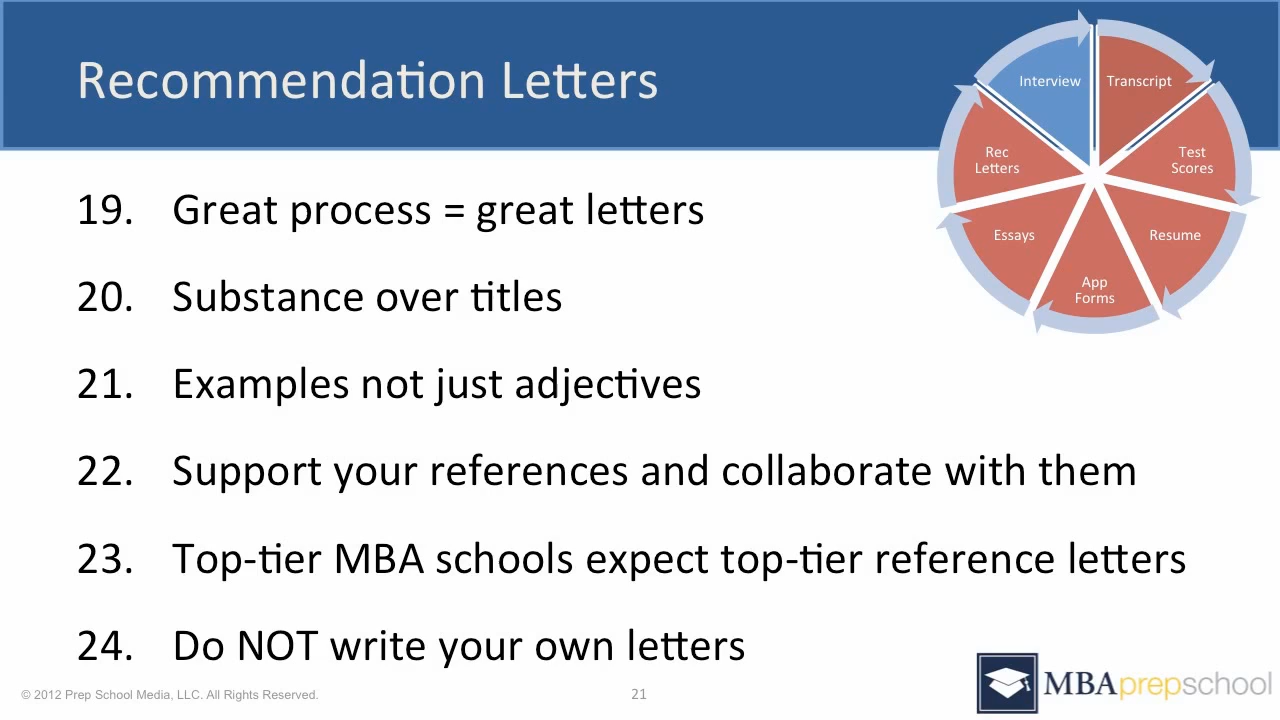 Recommendation Letters
Interview
Transcript
Rec
Letters
Test
Scores
Essays
Resume
App
Forms
19. Great process = great letters
20. Substance over titles
21. Examples not just adjectives
22. Support your references and collaborate with them
23. Top-tier MBA schools expect top-tier reference letters
24. Do NOT write your own letters
© 2012 Prep School Media, LLC. All Rights Reserved.
21
MBAprepschool